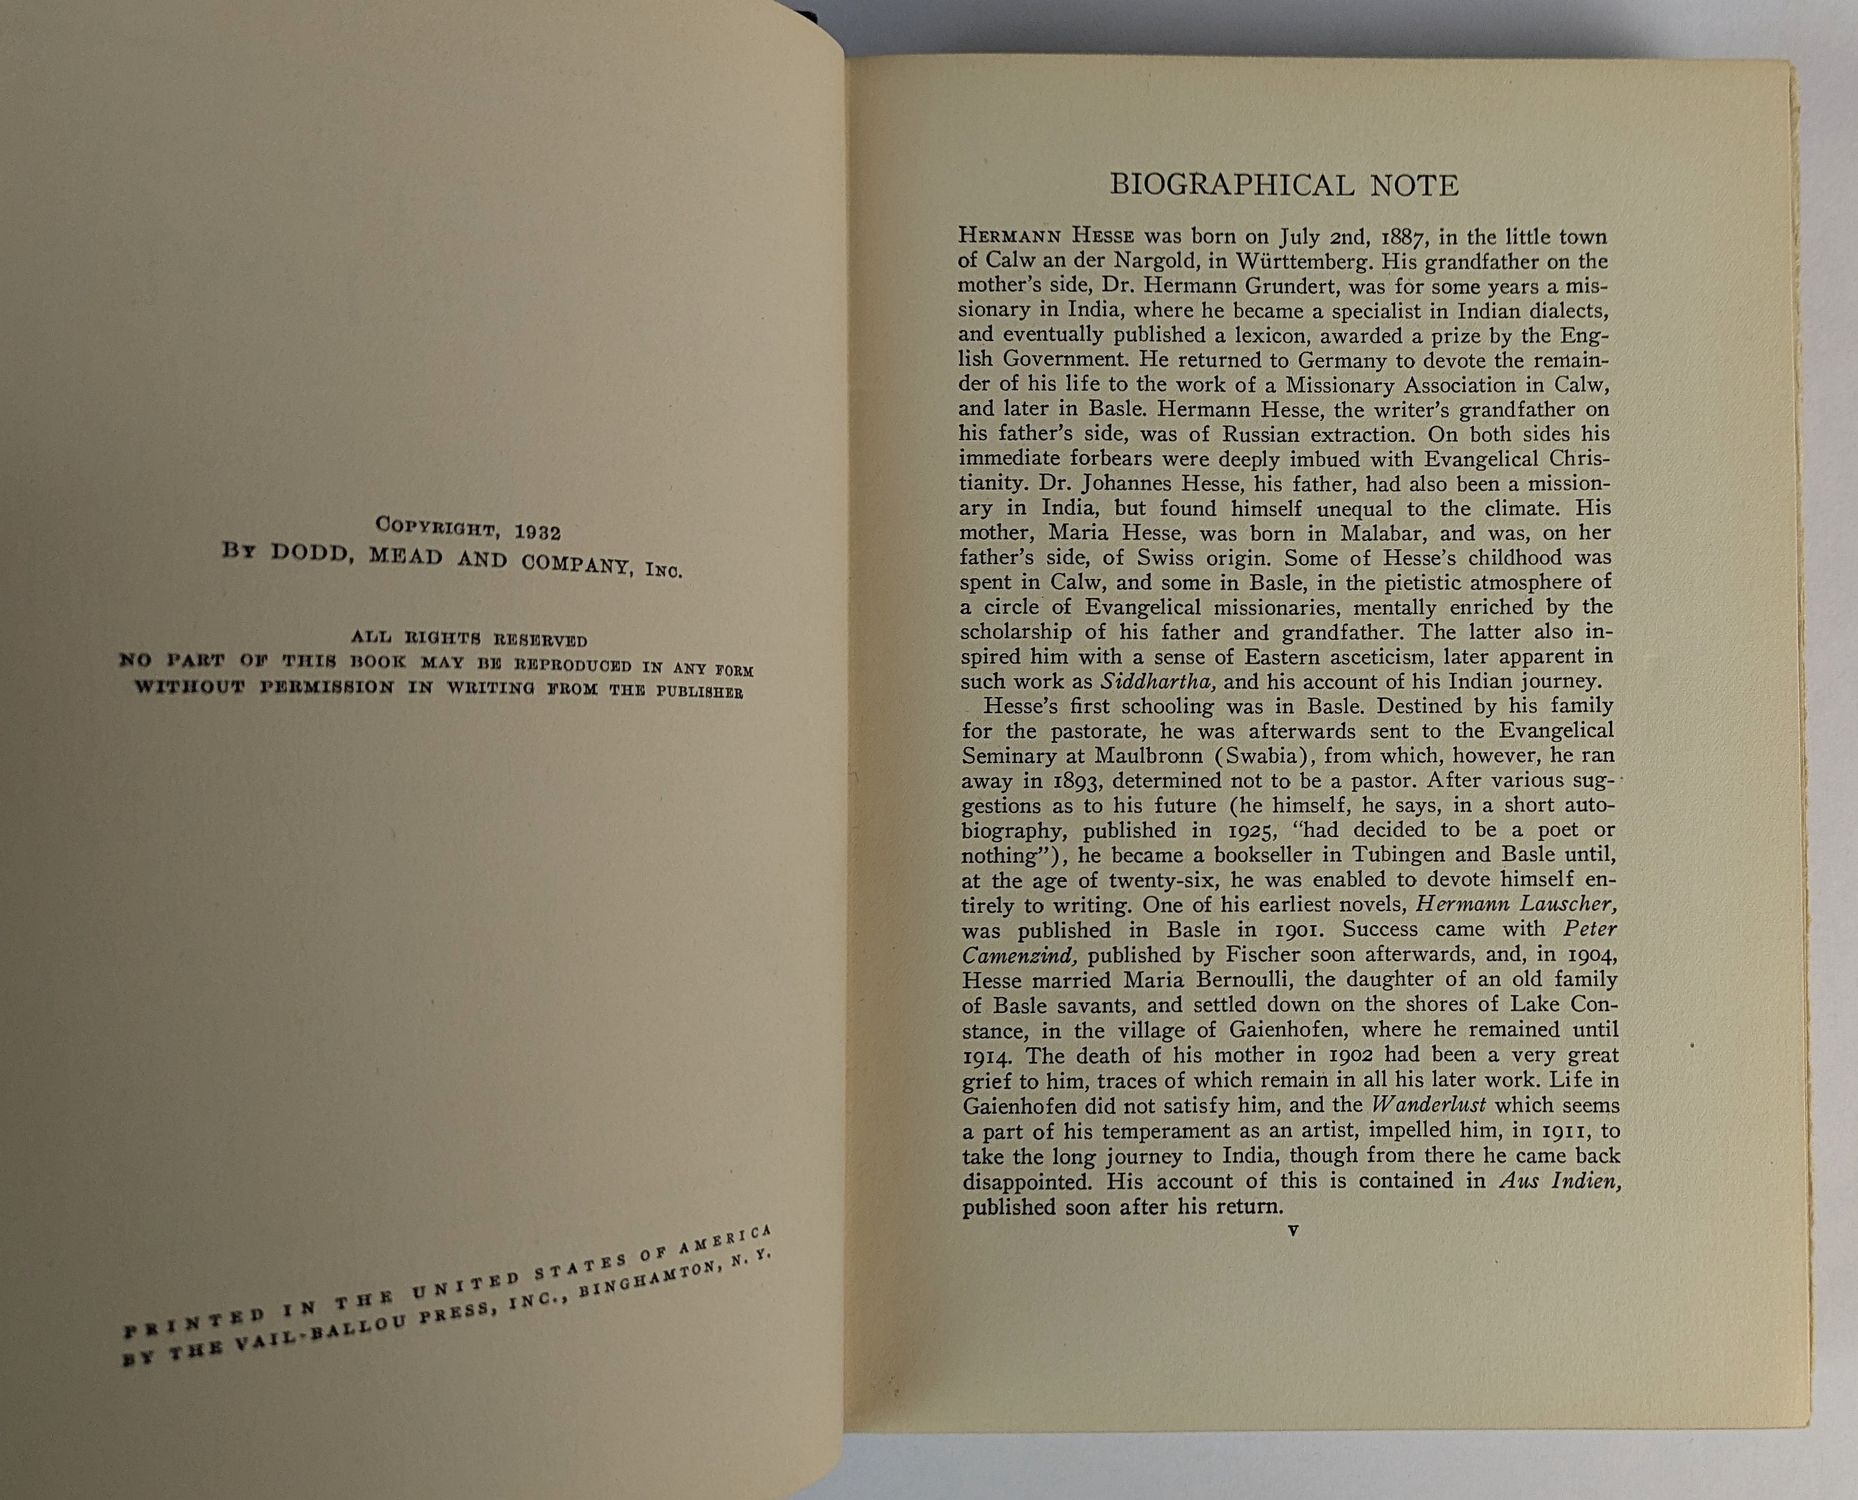 COPYRIGHT, 1932
BY DODD, MEAD AND COMPANY, INC.
ALL RIGHTS RESERVED
NO PART OF THIS BOOK MAY BE REPRODUCED IN ANY FORM
WITHOUT PERMISSION IN WRITING FROM THE PUBLISHER
PRINTED IN THE UNITED STATES OF AMERICA
BY THE VAIL-BALLOU PRESS, INC., BINGHAMTON, N. Y.
BIOGRAPHICAL NOTE
HERMANN HESSE was born on July 2nd, 1887, in the little town
of Calw an der Nargold, in Württemberg. His grandfather on the
mother's side, Dr. Hermann Grundert, was for some years a mis-
sionary in India, where he became a specialist in Indian dialects,
and eventually published a lexicon, awarded a prize by the Eng-
lish Government. He returned to Germany to devote the remain-
der of his life to the work of a Missionary Association in Calw,
and later in Basle. Hermann Hesse, the writer's grandfather on
his father's side, was of Russian extraction. On both sides his
immediate forbears were deeply imbued with Evangelical Chris-
tianity. Dr. Johannes Hesse, his father, had also been a mission-
ary in India, but found himself unequal to the climate. His
mother, Maria Hesse, was born in Malabar, and was, on her
father's side, of Swiss origin. Some of Hesse's childhood was
spent in Calw, and some in Basle, in the pietistic atmosphere of
a circle of Evangelical missionaries, mentally enriched by the
scholarship of his father and grandfather. The latter also in-
spired him with a sense of Eastern asceticism, later apparent in
such work as Siddhartha, and his account of his Indian journey.
Hesse's first schooling was in Basle. Destined by his family
for the pastorate, he was afterwards sent to the Evangelical
Seminary at Maulbronn (Swabia), from which, however, he ran
away in 1893, determined not to be a pastor. After various sug-
gestions as to his future (he himself, he says, in a short auto-
biography, published in 1925, "had decided to be a poet or
nothing"), he became a bookseller in Tubingen and Basle until,
at the age of twenty-six, he was enabled to devote himself en-
tirely to writing. One of his earliest novels, Hermann Lauscher,
was published in Basle in 1901. Success came with Peter
Camenzind, published by Fischer soon afterwards, and, in 1904,
Hesse married Maria Bernoulli, the daughter of an old family
of Basle savants, and settled down on the shores of Lake Con-
stance, in the village of Gaienhofen, where he remained until
1914. The death of his mother in 1902 had been a very great
grief to him, traces of which remain in all his later work. Life in
Gaienhofen did not satisfy him, and the Wanderlust which seems
a part of his temperament as an artist, impelled him, in 1911, to
take the long journey to India, though from there he came back
disappointed. His account of this is contained in Aus Indien,
published soon after his return.
v